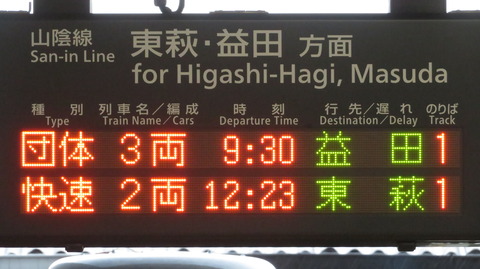 山陰線 東萩・益田 方面
San-in Line for Higashi-Hagi, Masuda
種別 列車名／編成 時刻 行先／遅れ のりば
Type Train Name／Cars Departure Time Destination／Delay Track
団体 3両 9:30 益田 1
快速 2両 12:23 東萩 1